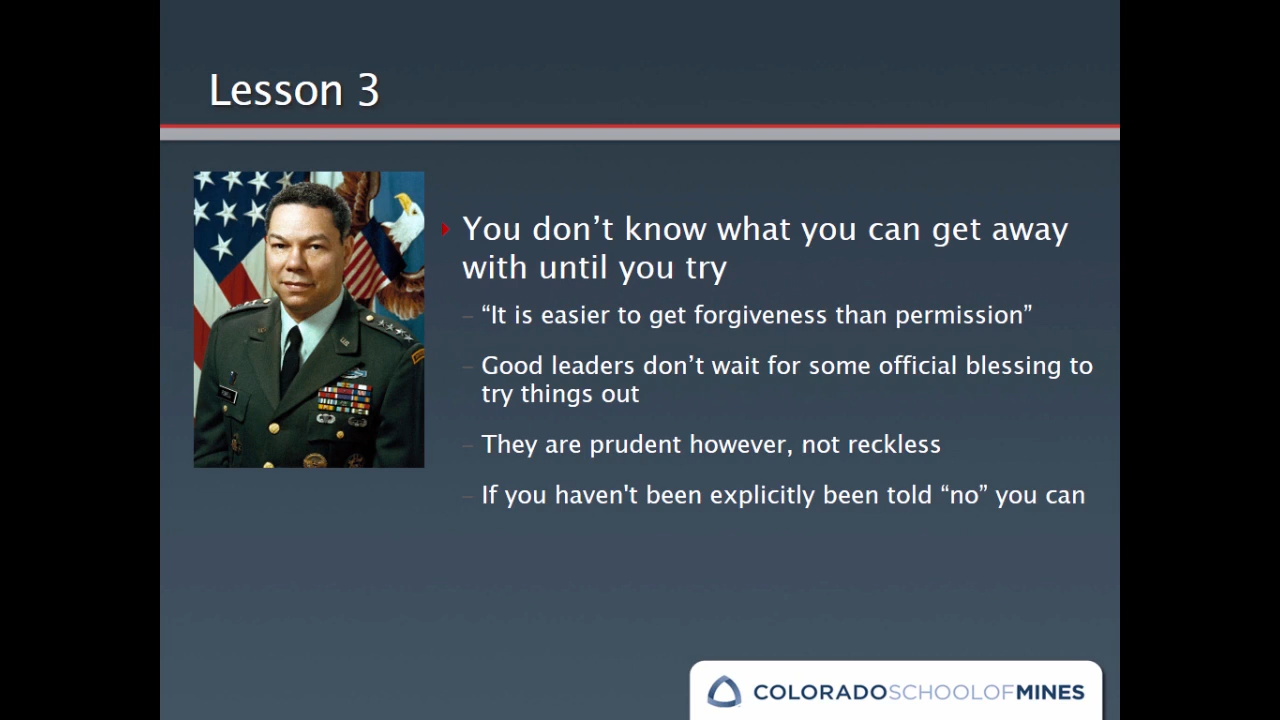 Lesson 3
You don’t know what you can get away
with until you try
– “It is easier to get forgiveness than permission”
– Good leaders don’t wait for some official blessing to
try things out
– They are prudent however, not reckless
– If you haven't been explicitly been told “no” you can
COLORADOSCHOOLOFMINES